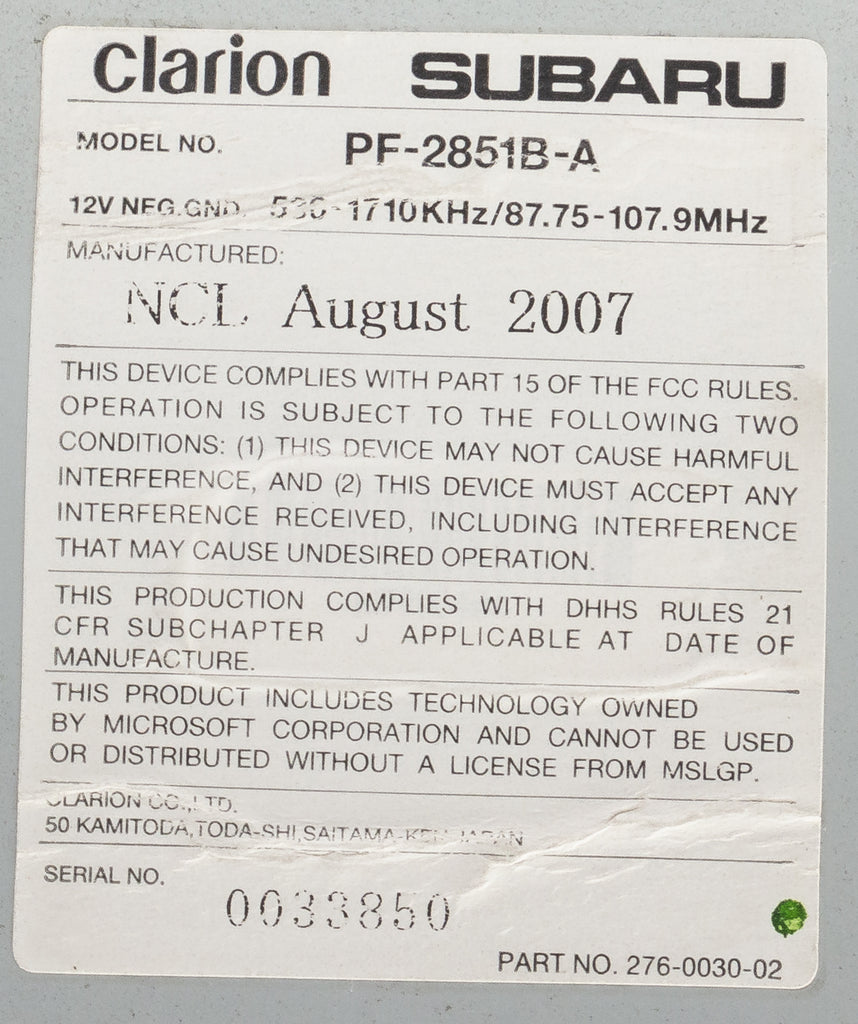 clarion SUBARU
MODEL NO. PF-2851B-A
12V NEG.GND. 530-1710KHz/87.75-107.9MHz
MANUFACTURED:
NCL August 2007
THIS DEVICE COMPLIES WITH PART 15 OF THE FCC RULES.
OPERATION IS SUBJECT TO THE FOLLOWING TWO
CONDITIONS: (1) THIS DEVICE MAY NOT CAUSE HARMFUL
INTERFERENCE, AND (2) THIS DEVICE MUST ACCEPT ANY
INTERFERENCE RECEIVED, INCLUDING INTERFERENCE
THAT MAY CAUSE UNDESIRED OPERATION.
THIS PRODUCTION COMPLIES WITH DHHS RULES 21
CFR SUBCHAPTER J APPLICABLE AT DATE OF
MANUFACTURE.
THIS PRODUCT INCLUDES TECHNOLOGY OWNED
BY MICROSOFT CORPORATION AND CANNOT BE USED
OR DISTRIBUTED WITHOUT A LICENSE FROM MSLGP.
CLARION CO.,LTD.
50 KAMITODA,TODA-SHI,SAITAMA-KEN JAPAN
SERIAL NO.
0033850
PART NO. 276-0030-02